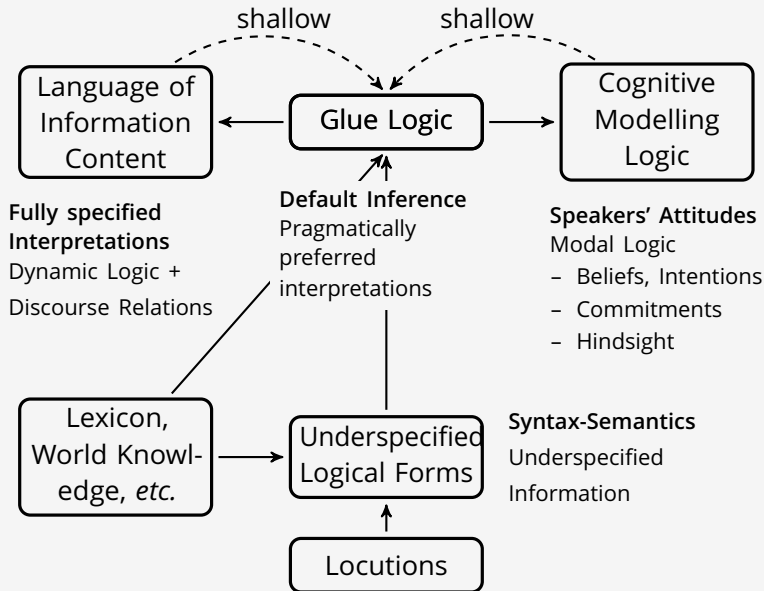 shallow
shallow
Language of
Information
Content
Glue Logic
Cognitive
Modelling
Logic
Fully specified
Interpretations
Dynamic Logic +
Discourse Relations
Default Inference
Pragmatically
preferred
interpretations
Speakers’ Attitudes
Modal Logic
– Beliefs, Intentions
– Commitments
– Hindsight
Lexicon,
World Knowl-
edge, etc.
Underspecified
Logical Forms
Syntax-Semantics
Underspecified
Information
Locutions